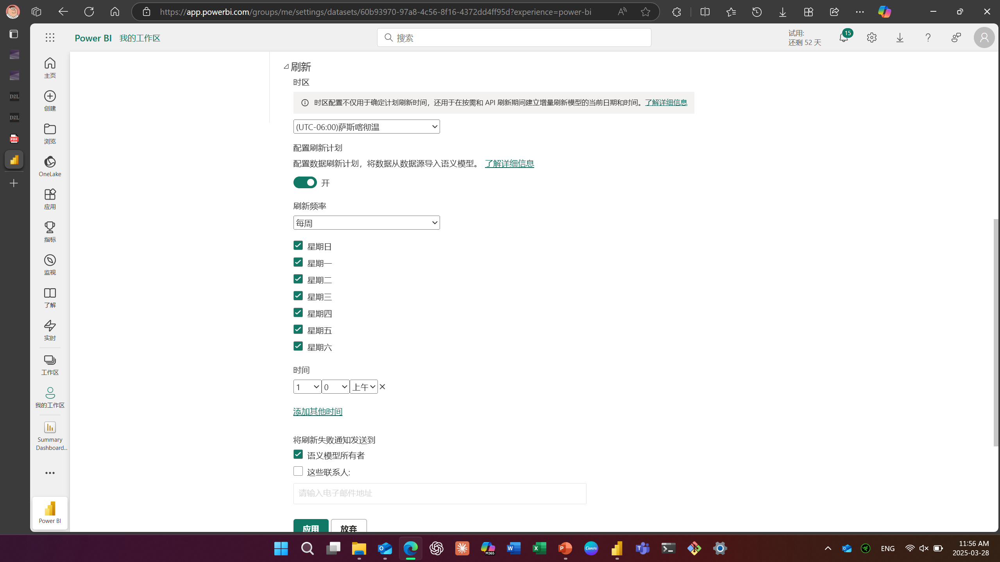 https://app.powerbi.com/groups/me/settings/datasets/60b93970-97a8-4c56-8f16-4372dd4ff95d?experience=power-bi
Power BI 我的工作区
搜索
试用:
还剩 52 天
15
主页
创建
浏览
OneLake
应用
指标
监视
了解
实时
工作区
我的工作区
Summary
Dashboard...
Power BI
D2L
D2L
PDF
刷新
时区
时区配置不仅用于确定计划刷新时间，还用于在按需和 API 刷新期间建立增量刷新模型的当前日期和时间。了解详细信息
(UTC-06:00)萨斯喀彻温
配置刷新计划
配置数据刷新计划，将数据从数据源导入语义模型。 了解详细信息
开
刷新频率
每周
星期日
星期一
星期二
星期三
星期四
星期五
星期六
时间
1 0 上午
添加其他时间
将刷新失败通知发送到
语义模型所有者
这些联系人:
请输入电子邮件地址
应用 放弃
M365
Canva
ENG
11:56 AM
2025-03-28